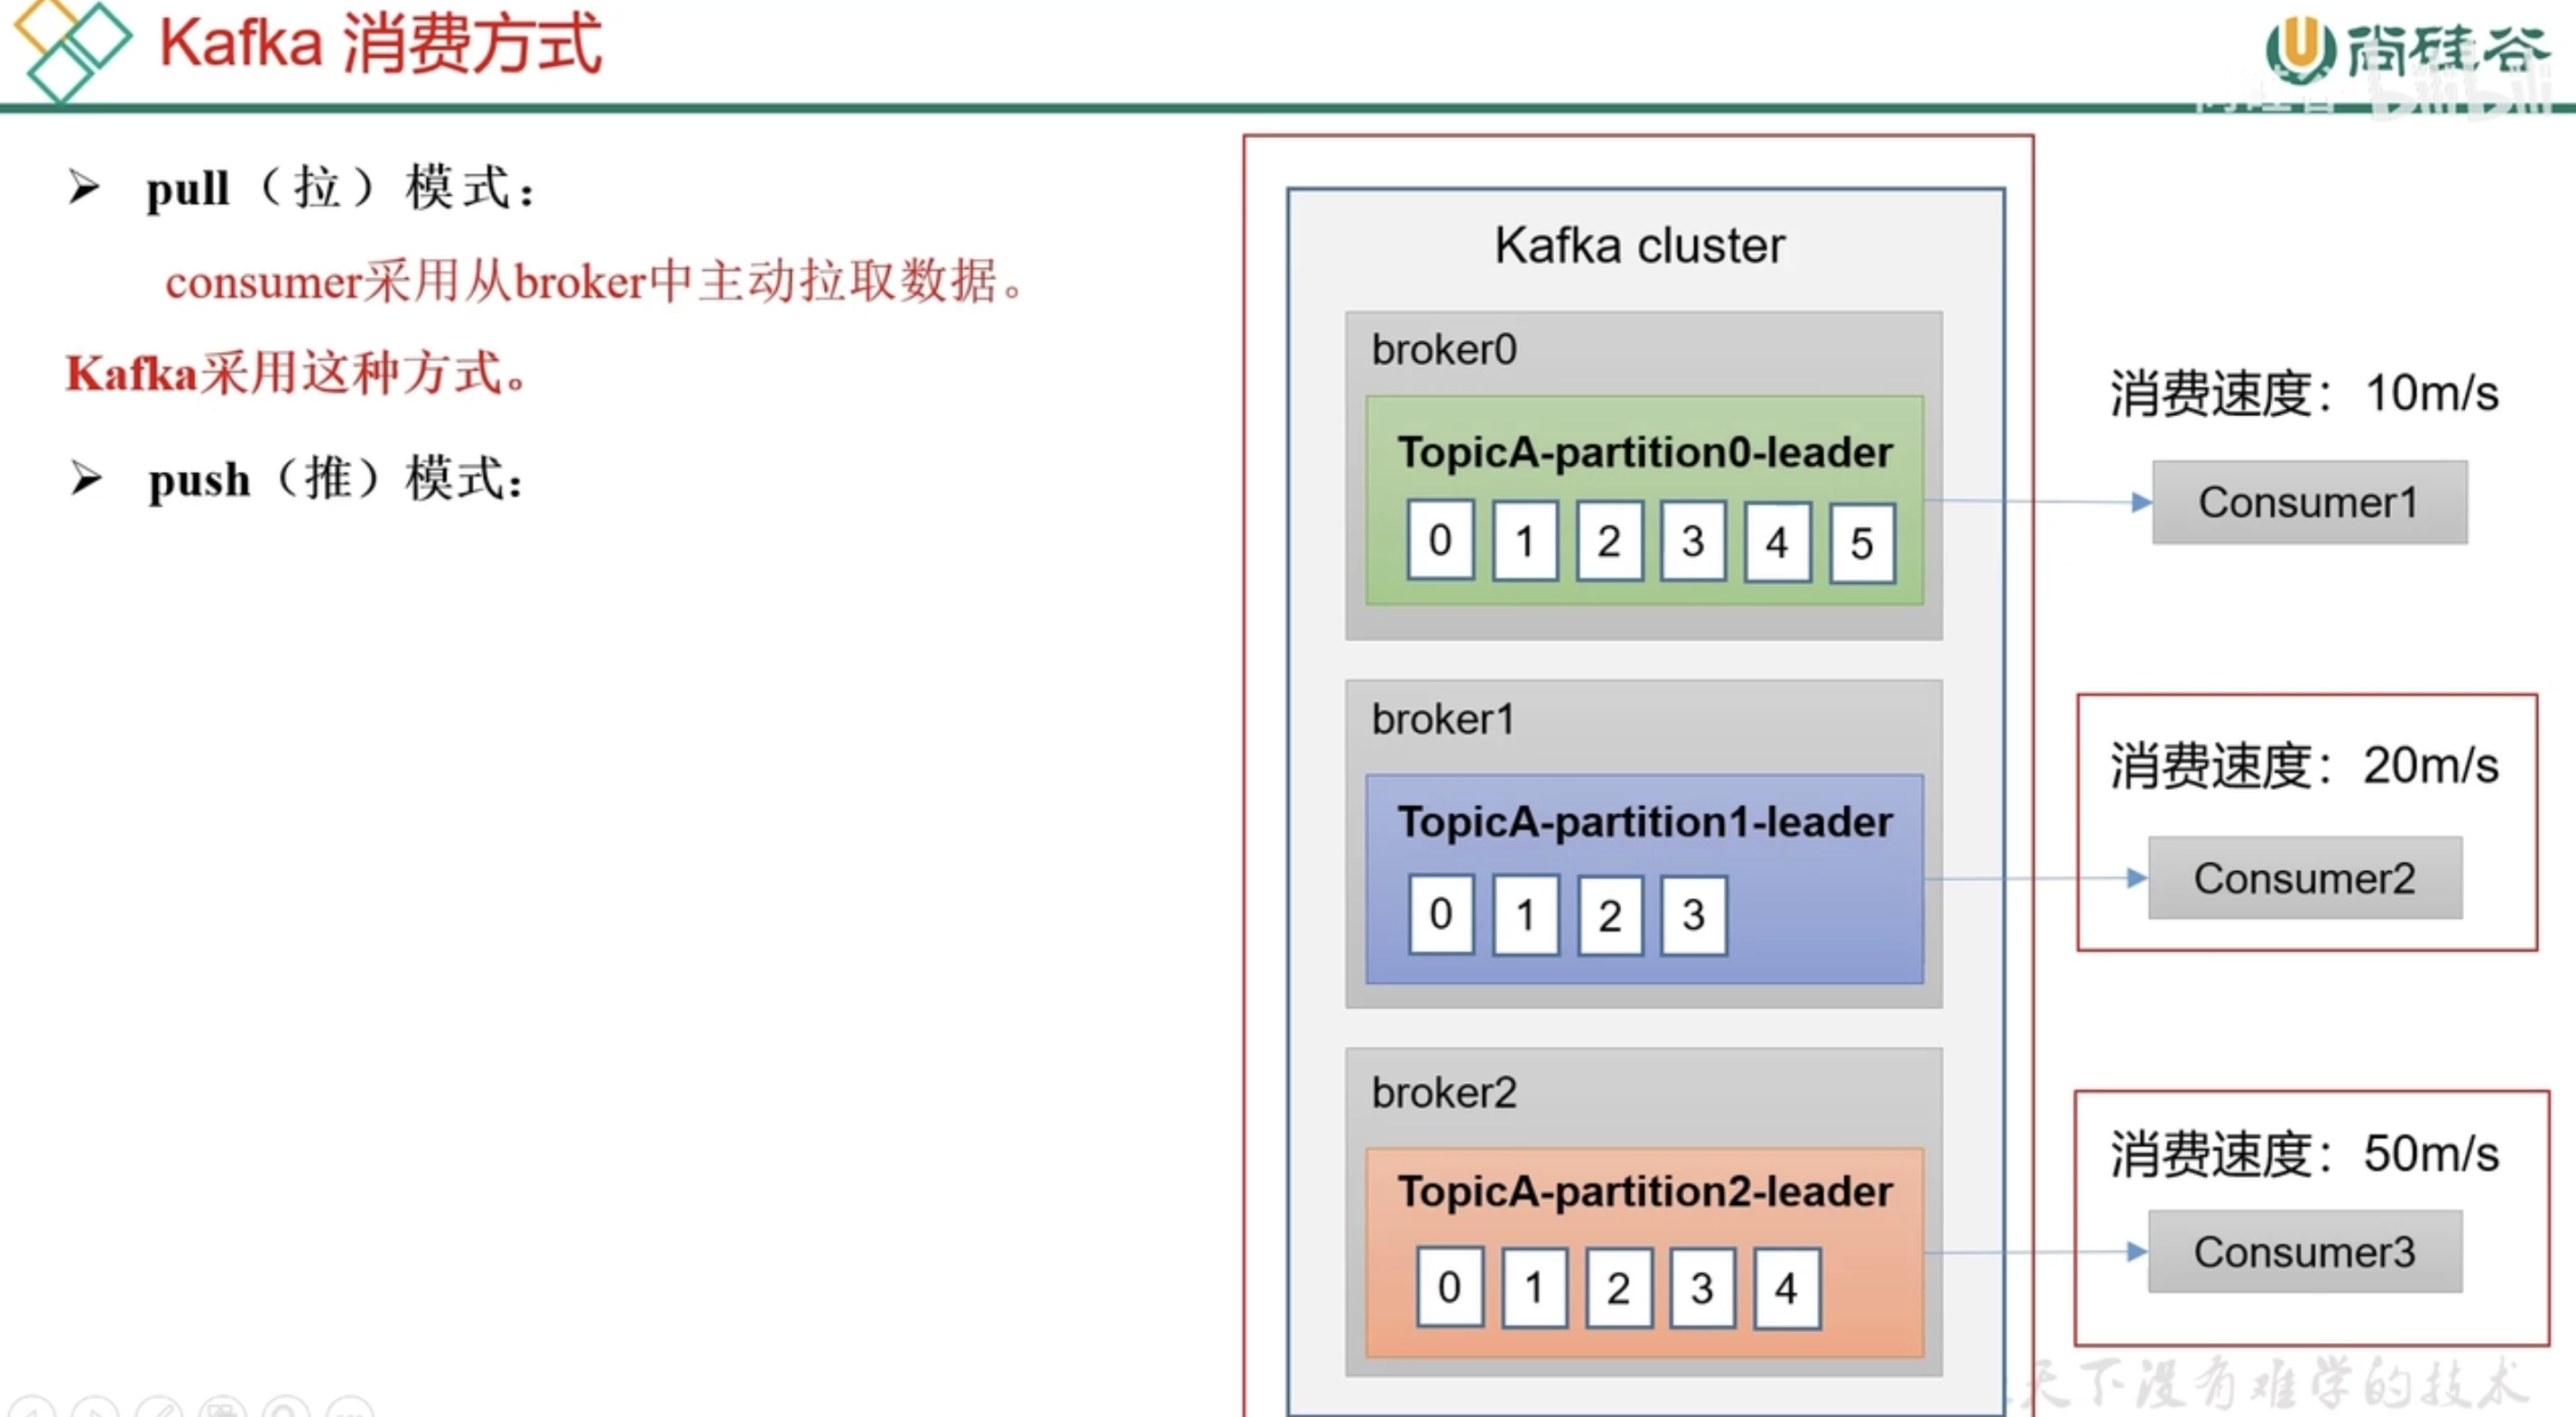 Kafka 消费方式
尚硅谷
bilibili
pull（拉）模式：
consumer采用从broker中主动拉取数据。
Kafka采用这种方式。
push（推）模式：
Kafka cluster
broker0
TopicA-partition0-leader
0 1 2 3 4 5
消费速度：10m/s
Consumer1
broker1
TopicA-partition1-leader
0 1 2 3
消费速度：20m/s
Consumer2
broker2
TopicA-partition2-leader
0 1 2 3 4
消费速度：50m/s
Consumer3
天下没有难学的技术